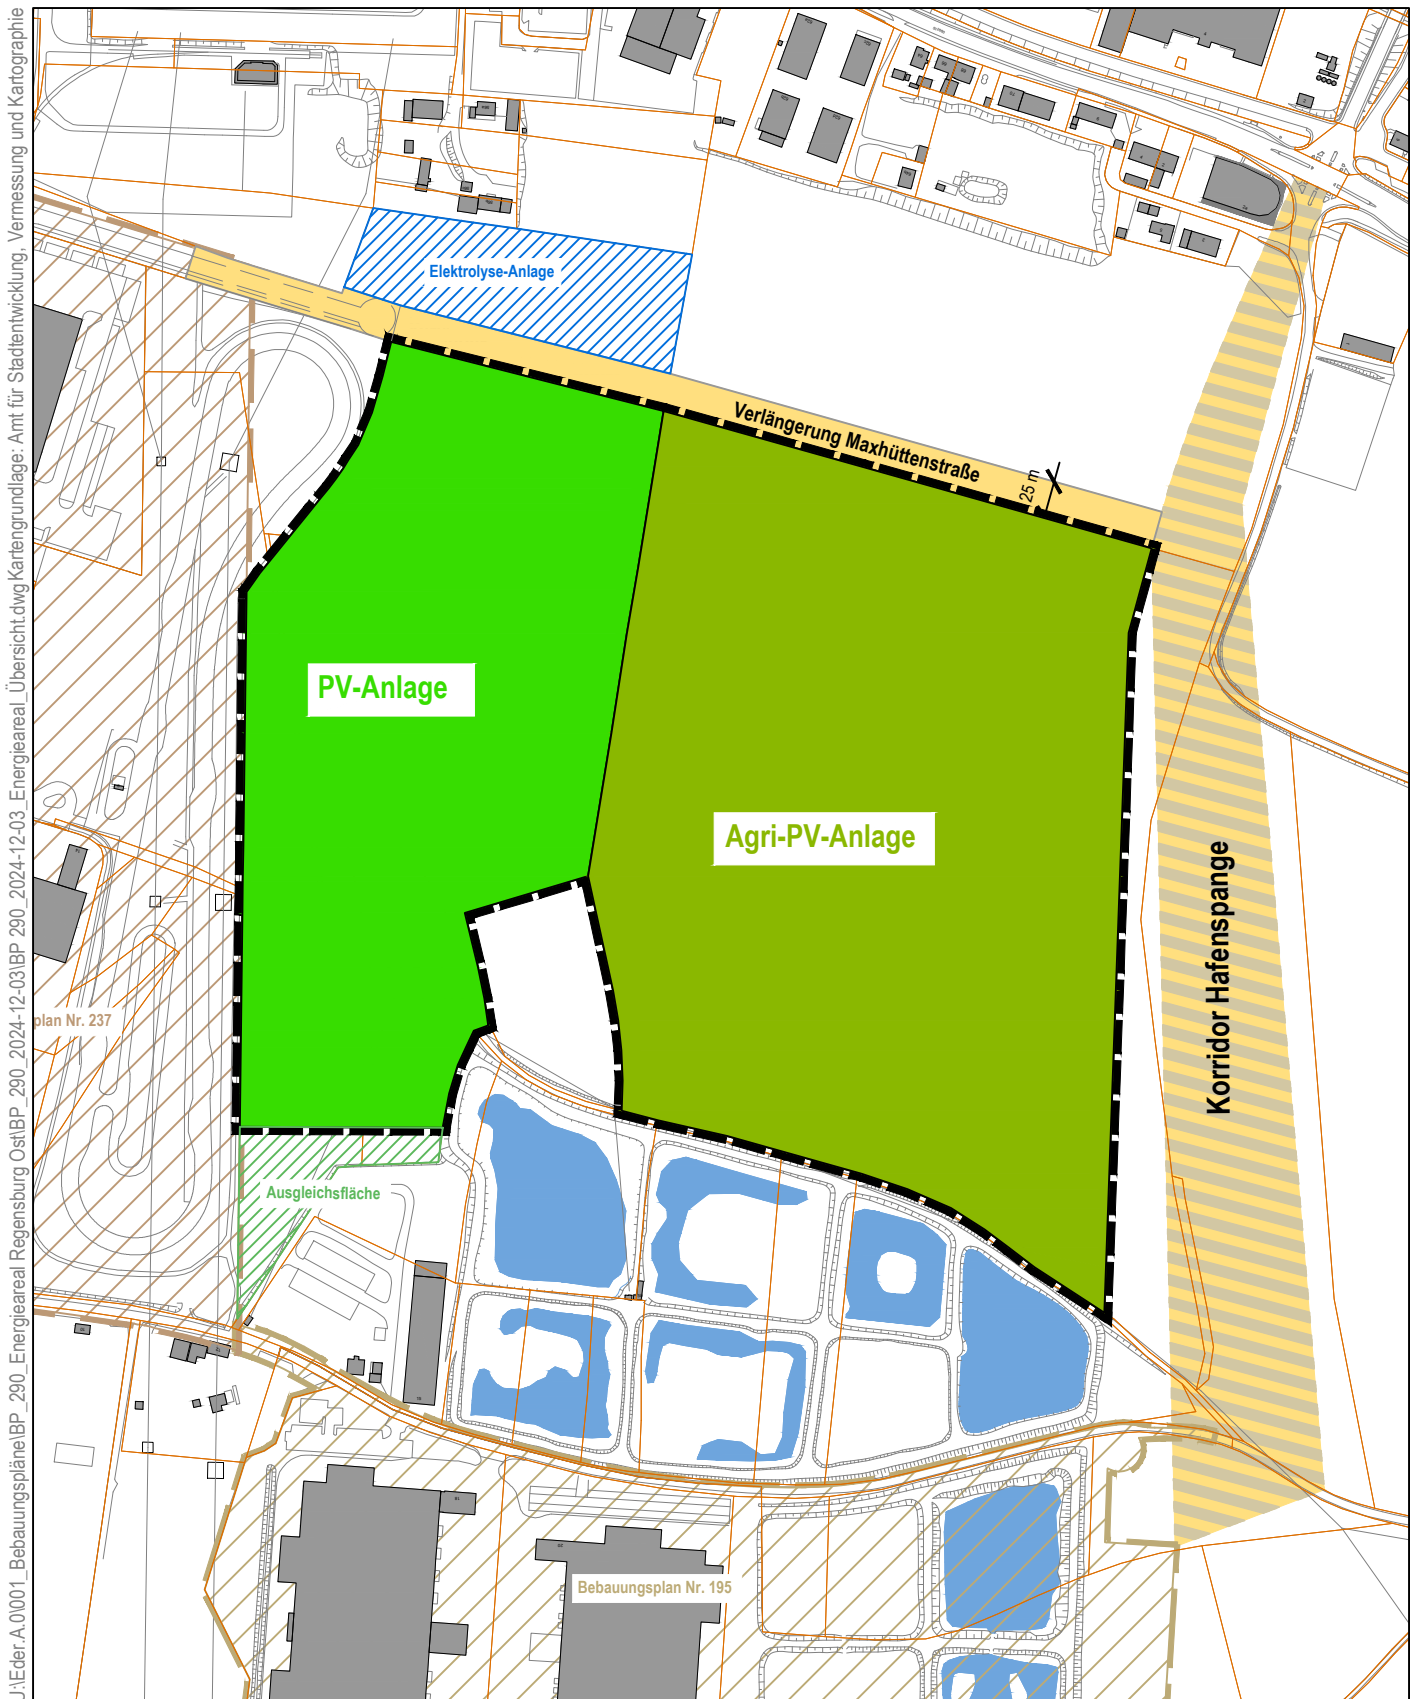 J:\Eder.A.0\001_Bebauungspläne\BP_290_Energieareal Regensburg Ost\BP_290_2024-12-03\BP 290_2024-12-03_Energieareal_Übersicht.dwg Kartengrundlage: Amt für Stadtentwicklung, Vermessung und Kartographie
Elektrolyse-Anlage
Verlängerung Maxhüttenstraße
25 m
PV-Anlage
Agri-PV-Anlage
Korridor Hafenspange
plan Nr. 237
Ausgleichsfläche
Bebauungsplan Nr. 195